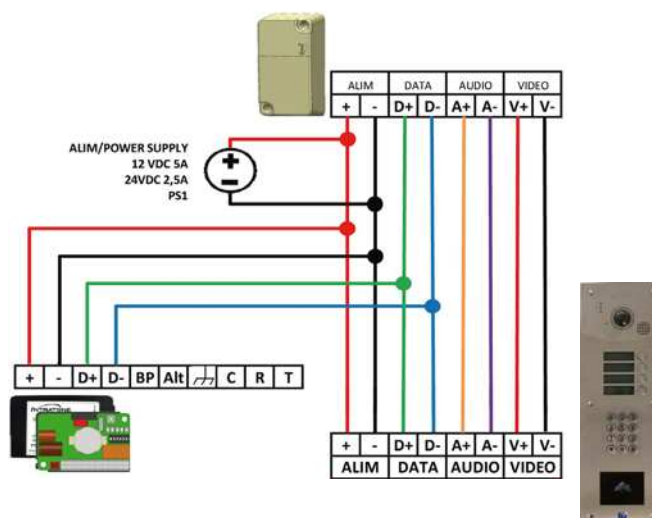 ALIM DATA AUDIO VIDEO
+ - D+ D- A+ A- V+ V-
ALIM/POWER SUPPLY
12 VDC 5A
24VDC 2,5A
PS1
+
-
+ - D+ D- BP Alt C R T
+ - D+ D- A+ A- V+ V-
ALIM DATA AUDIO VIDEO